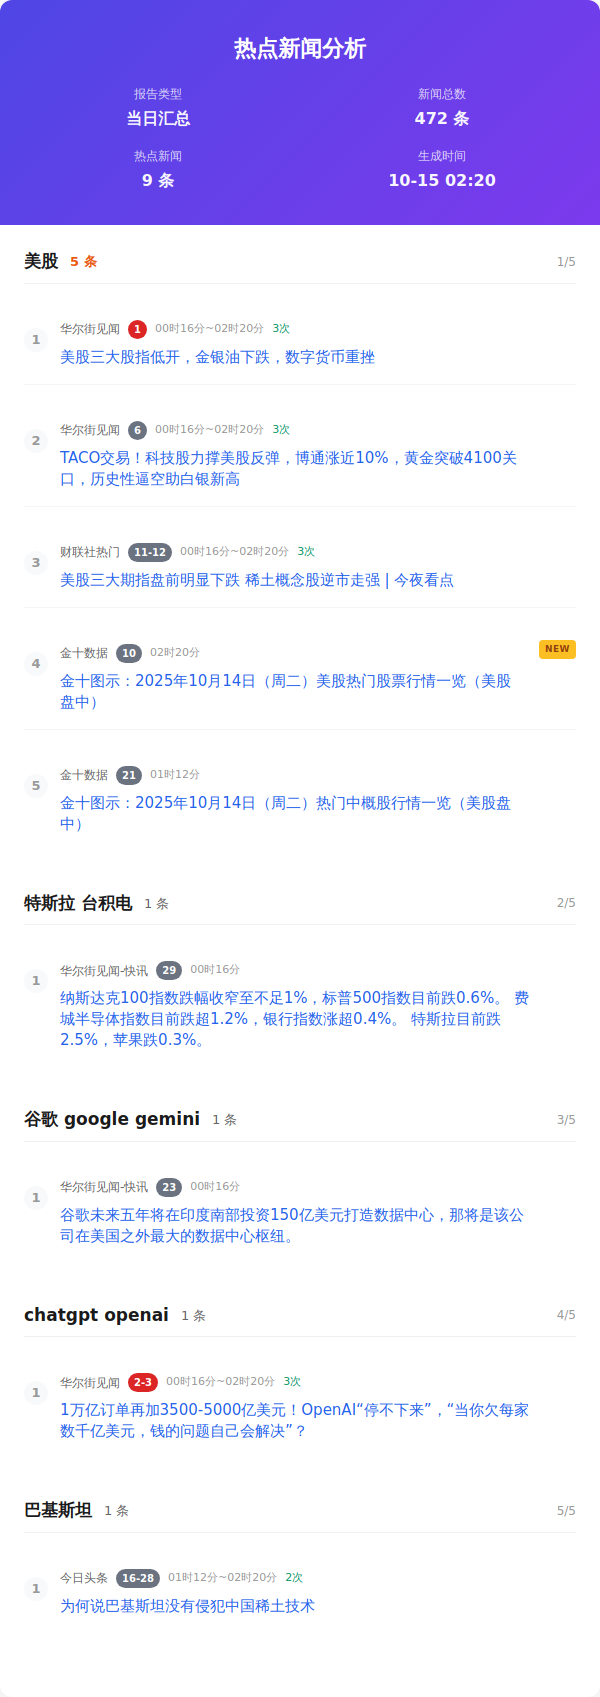 热点新闻分析
报告类型
新闻总数
当日汇总
472 条
热点新闻
生成时间
9 条
10-15 02:20
美股 5 条 1/5
1
华尔街见闻 1 00时16分~02时20分 3次
美股三大股指低开，金银油下跌，数字货币重挫
2
华尔街见闻 6 00时16分~02时20分 3次
TACO交易！科技股力撑美股反弹，博通涨近10%，黄金突破4100关
口，历史性逼空助白银新高
3
财联社热门 11-12 00时16分~02时20分 3次
美股三大期指盘前明显下跌 稀土概念股逆市走强 | 今夜看点
4
金十数据 10 02时20分 NEW
金十图示：2025年10月14日（周二）美股热门股票行情一览（美股
盘中）
5
金十数据 21 01时12分
金十图示：2025年10月14日（周二）热门中概股行情一览（美股盘
中）
特斯拉 台积电 1 条 2/5
1
华尔街见闻-快讯 29 00时16分
纳斯达克100指数跌幅收窄至不足1%，标普500指数目前跌0.6%。 费
城半导体指数目前跌超1.2%，银行指数涨超0.4%。 特斯拉目前跌
2.5%，苹果跌0.3%。
谷歌 google gemini 1 条 3/5
1
华尔街见闻-快讯 23 00时16分
谷歌未来五年将在印度南部投资150亿美元打造数据中心，那将是该公
司在美国之外最大的数据中心枢纽。
chatgpt openai 1 条 4/5
1
华尔街见闻 2-3 00时16分~02时20分 3次
1万亿订单再加3500-5000亿美元！OpenAI“停不下来”，“当你欠每家
数千亿美元，钱的问题自己会解决”？
巴基斯坦 1 条 5/5
1
今日头条 16-28 01时12分~02时20分 2次
为何说巴基斯坦没有侵犯中国稀土技术